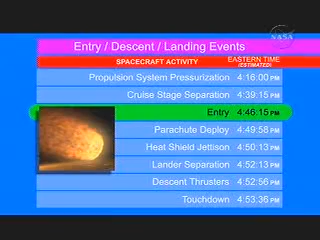 NASA
Entry / Descent / Landing Events
SPACECRAFT ACTIVITY EASTERN TIME
(ESTIMATED)
Propulsion System Pressurization 4:16:00 PM
Cruise Stage Separation 4:39:15 PM
Entry 4:46:15 PM
Parachute Deploy 4:49:58 PM
Heat Shield Jettison 4:50:13 PM
Lander Separation 4:52:13 PM
Descent Thrusters 4:52:56 PM
Touchdown 4:53:36 PM